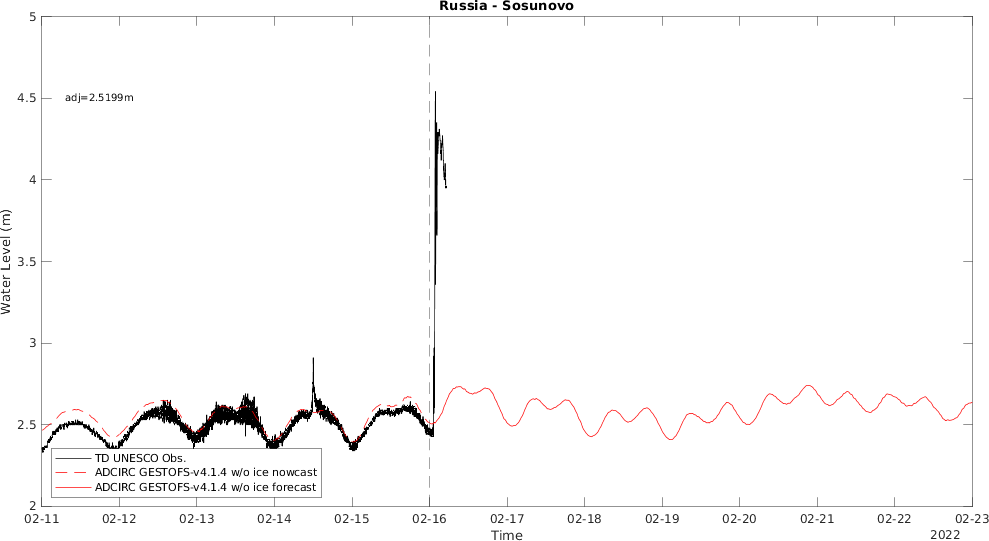 Russia - Sosunovo
5
4.5
4
3.5
3
2.5
2
Water Level (m)
adj=2.5199m
TD UNESCO Obs.
ADCIRC GESTOFS-v4.1.4 w/o ice nowcast
ADCIRC GESTOFS-v4.1.4 w/o ice forecast
02-11 02-12 02-13 02-14 02-15 02-16 02-17 02-18 02-19 02-20 02-21 02-22 02-23
Time
2022